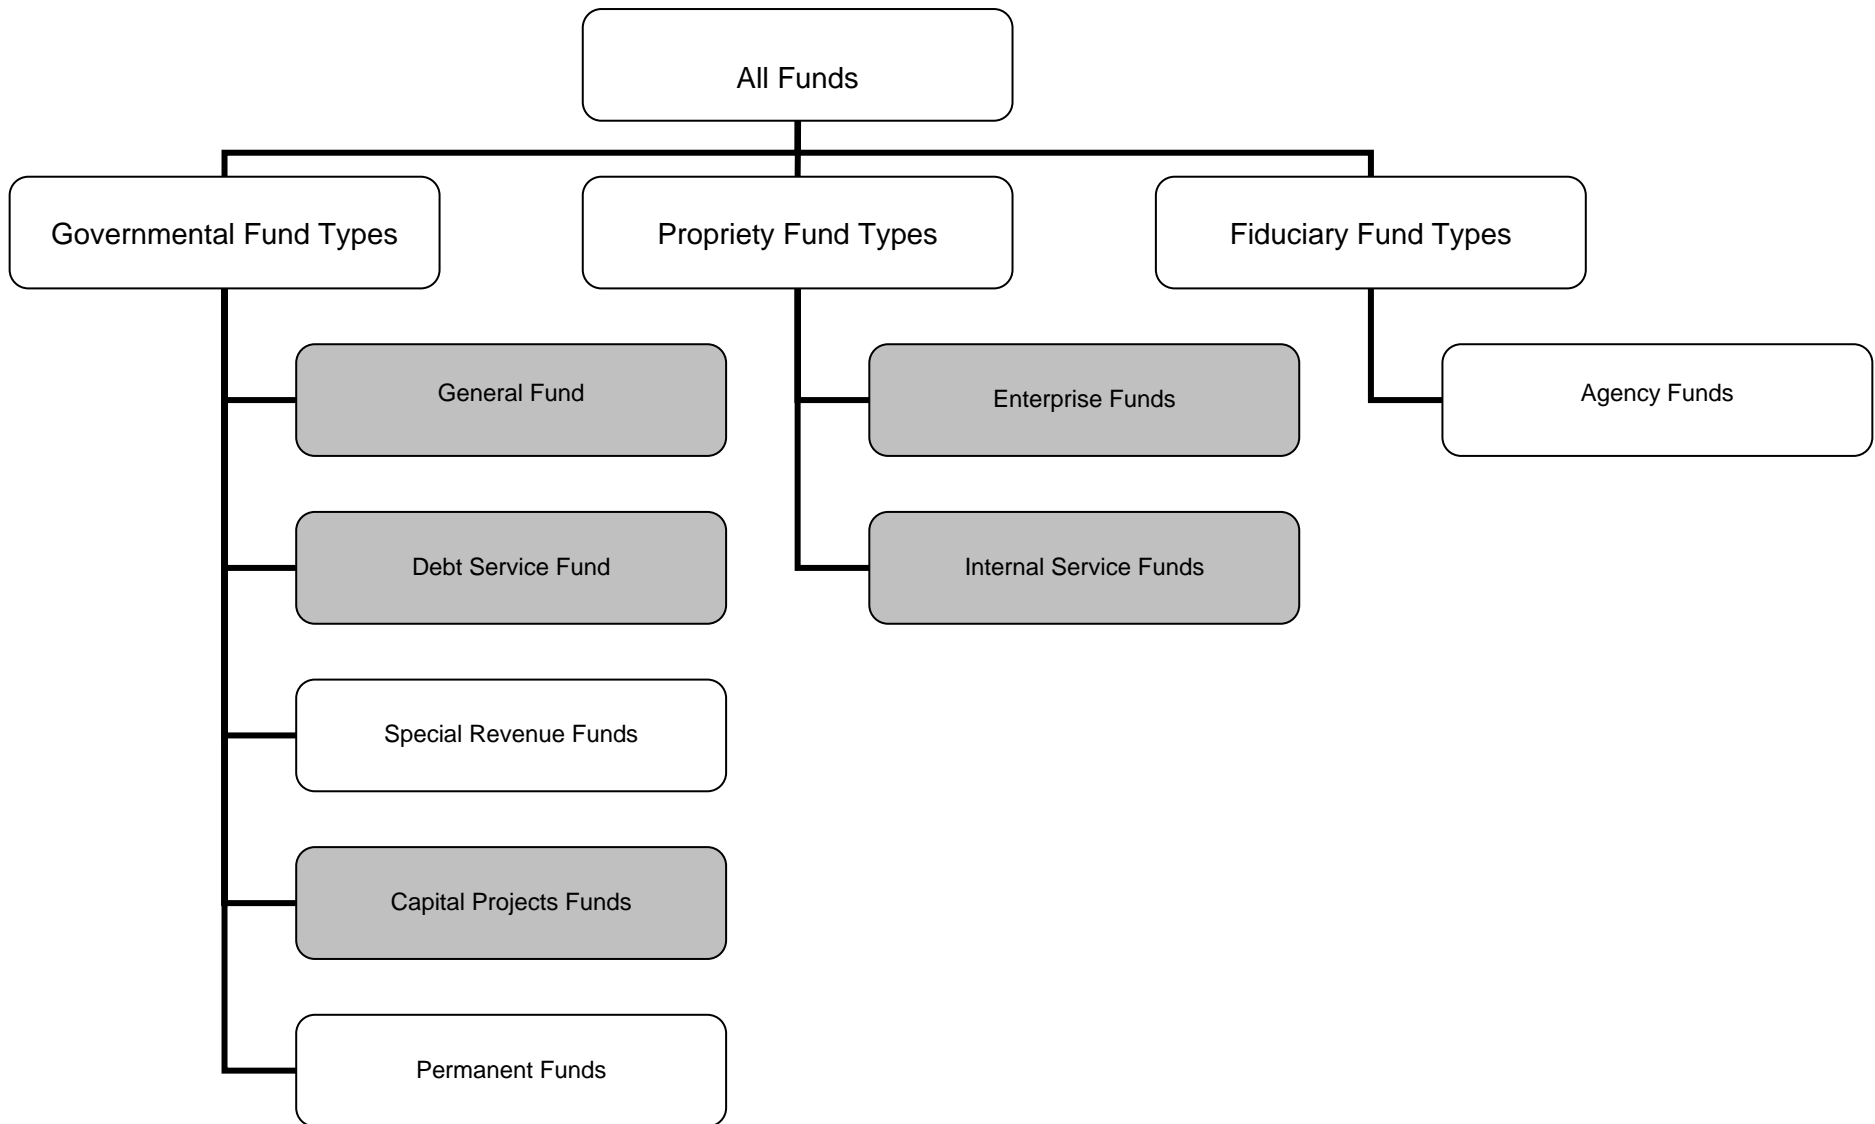 All Funds
Governmental Fund Types
Propriety Fund Types
Fiduciary Fund Types
General Fund
Enterprise Funds
Agency Funds
Debt Service Fund
Internal Service Funds
Special Revenue Funds
Capital Projects Funds
Permanent Funds